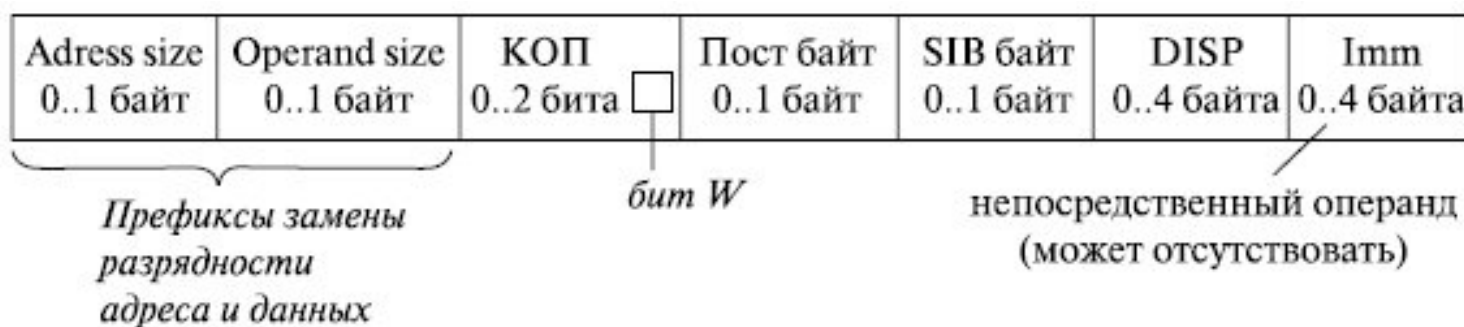 Adress size Operand size КОП Пост байт SIB байт DISP Imm
0..1 байт 0..1 байт 0..2 бита 0..1 байт 0..1 байт 0..4 байта 0..4 байта
бит W
Префиксы замены
разрядности
адреса и данных
непосредственный операнд
(может отсутствовать)